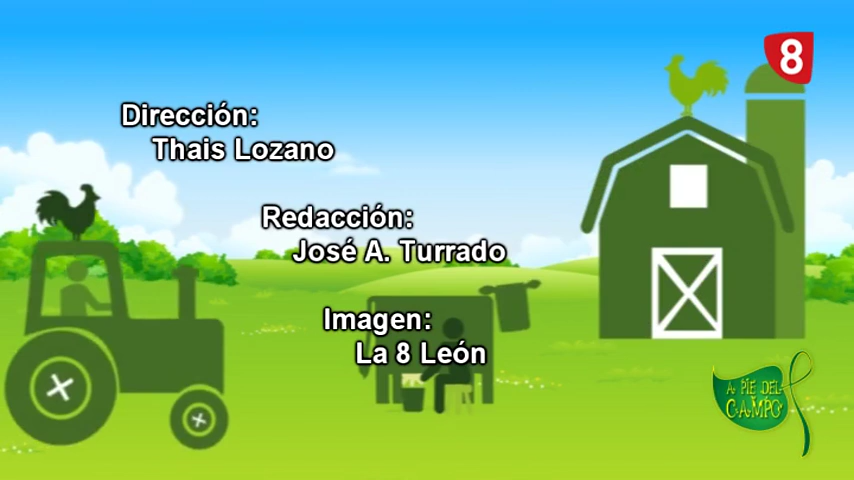 8
Dirección:
Thais Lozano
Redacción:
José A. Turrado
Imagen:
La 8 León
A PIE DEL
CAMPO